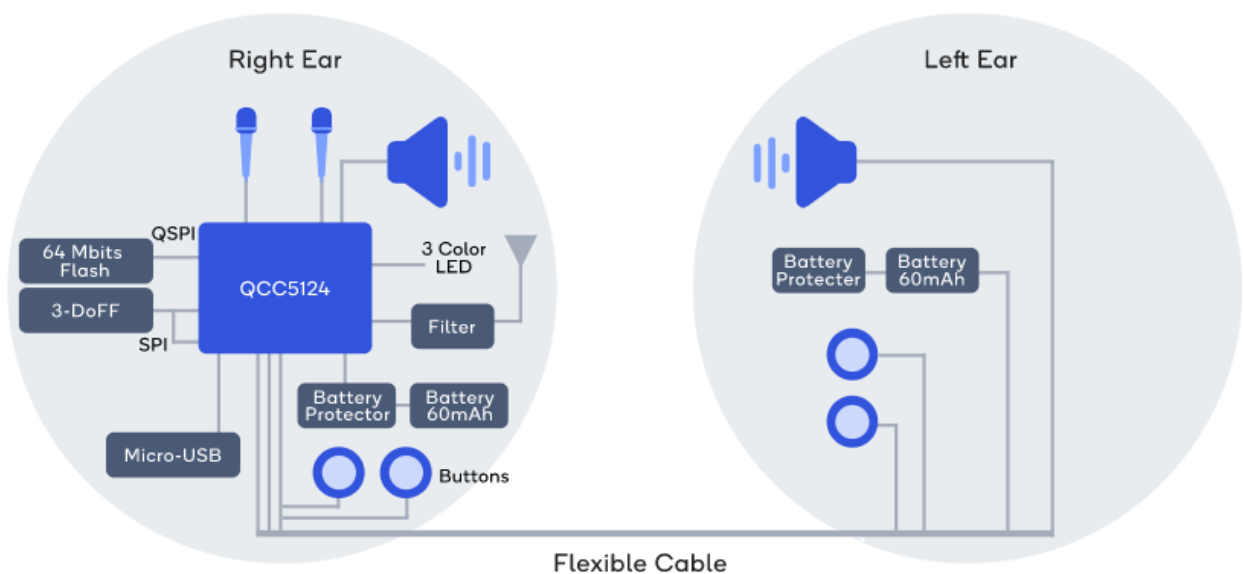 Right Ear
Left Ear
QSPI
64 Mbits
Flash
QCC5124
3 Color
LED
3-DoFF
SPI
Filter
Battery
Protecter
Battery
60mAh
Battery
Protector
Battery
60mAh
Micro-USB
Buttons
Flexible Cable